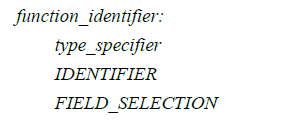 function_identifier:
type_specifier
IDENTIFIER
FIELD_SELECTION